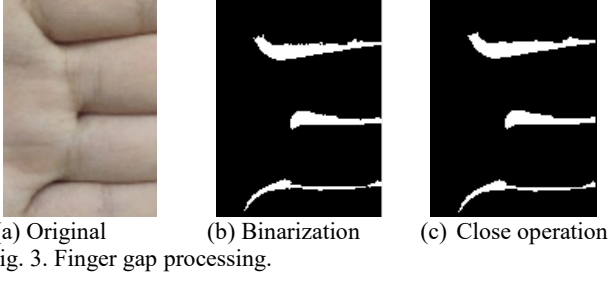 (a) Original (b) Binarization (c) Close operation
ig. 3. Finger gap processing.